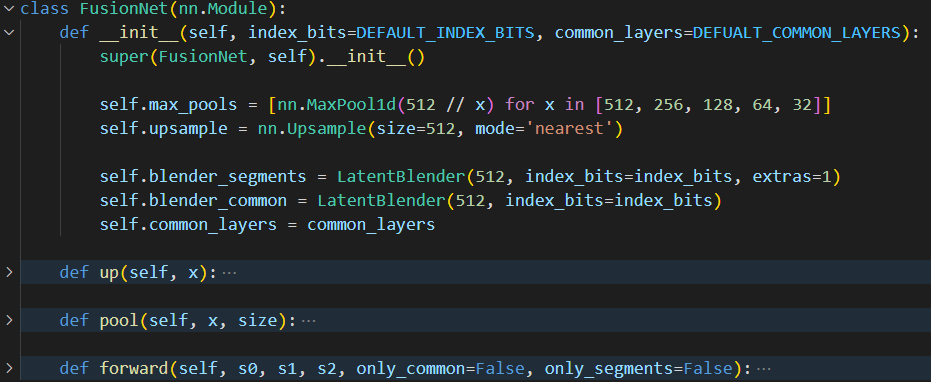 class FusionNet(nn.Module):
    def __init__(self, index_bits=DEFAULT_INDEX_BITS, common_layers=DEFUALT_COMMON_LAYERS):
        super(FusionNet, self).__init__()
        self.max_pools = [nn.MaxPool1d(512 // x) for x in [512, 256, 128, 64, 32]]
        self.upsample = nn.Upsample(size=512, mode='nearest')
        self.blender_segments = LatentBlender(512, index_bits=index_bits, extras=1)
        self.blender_common = LatentBlender(512, index_bits=index_bits)
        self.common_layers = common_layers
    def up(self, x): ···
    def pool(self, x, size): ···
    def forward(self, s0, s1, s2, only_common=False, only_segments=False): ···